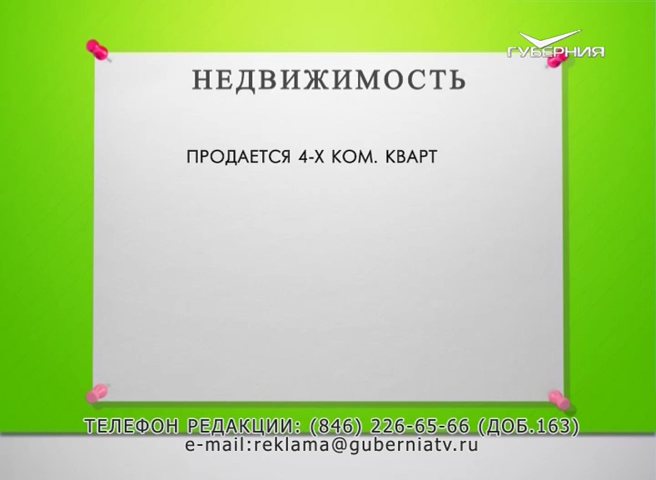 ГУБЕРНИЯ
НЕДВИЖИМОСТЬ
ПРОДАЕТСЯ 4-Х КОМ. КВАРТ
ТЕЛЕФОН РЕДАКЦИИ: (846) 226-65-66 (ДОБ.163)
e-mail:reklama@guberniatv.ru